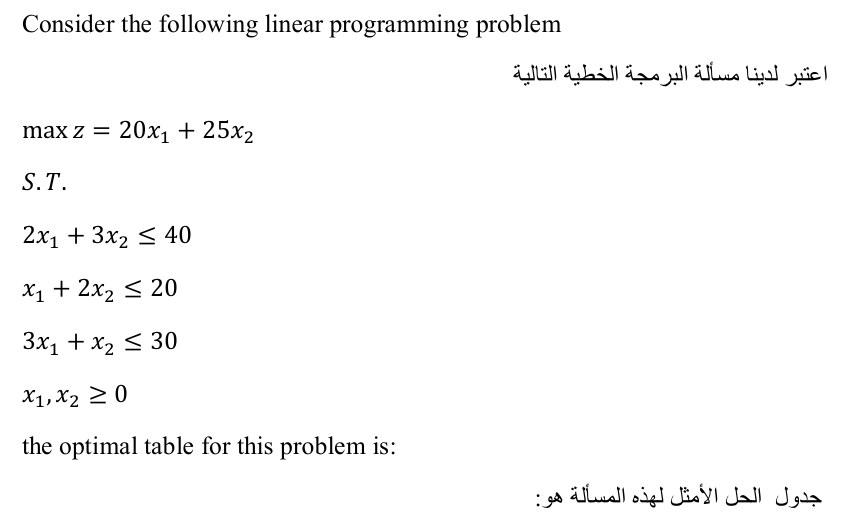 Consider the following linear programming problem
اعتبر لدينا مسألة البرمجة الخطية التالية
max z = 20x₁ + 25x₂
S.T.
2x₁ + 3x₂ ≤ 40
x₁ + 2x₂ ≤ 20
3x₁ + x₂ ≤ 30
x₁, x₂ ≥ 0
the optimal table for this problem is:
جدول الحل الأمثل لهذه المسألة هو: